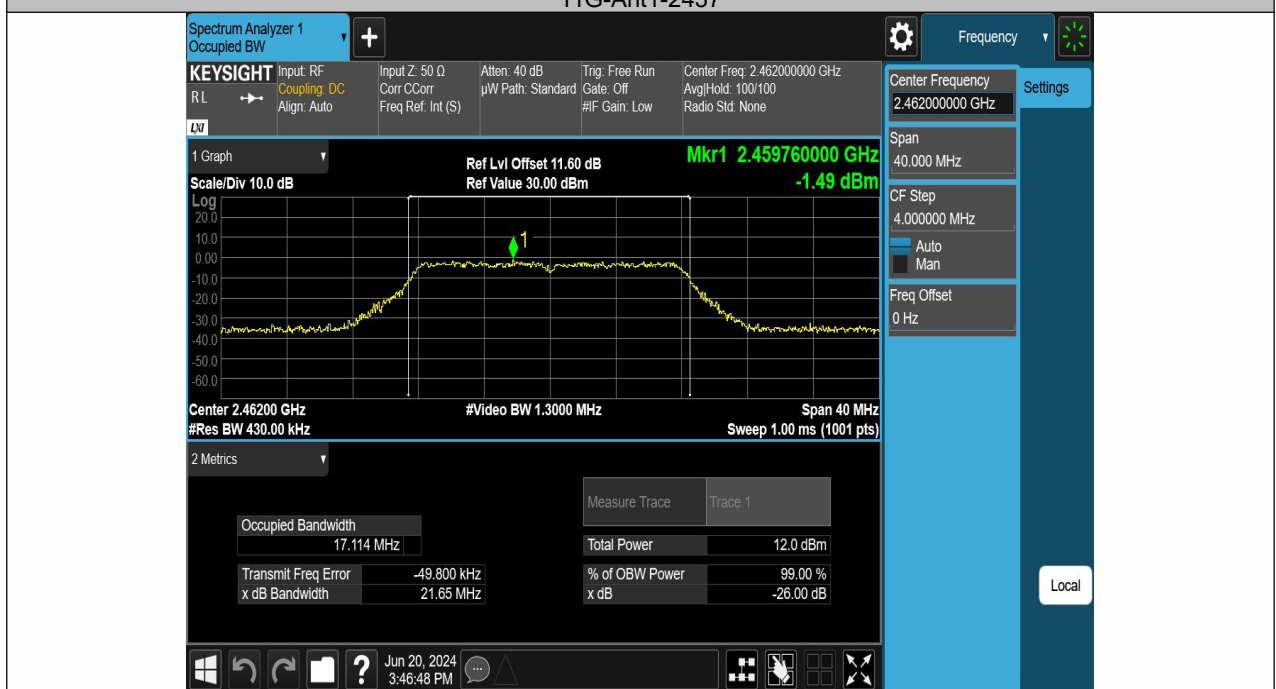 11G-Ant1-2437
Spectrum Analyzer 1
Occupied BW
Frequency
KEYSIGHT
RL
LXI
Input: RF
Coupling: DC
Align: Auto
Input Z: 50 Ω
Corr CCorr
Freq Ref: Int (S)
Atten: 40 dB
µW Path: Standard
Trig: Free Run
Gate: Off
#IF Gain: Low
Center Freq: 2.462000000 GHz
Avg|Hold: 100/100
Radio Std: None
Center Frequency
2.462000000 GHz
Settings
Span
40.000 MHz
CF Step
4.000000 MHz
Auto
Man
Freq Offset
0 Hz
Local
1 Graph
Scale/Div 10.0 dB
Ref Lvl Offset 11.60 dB
Ref Value 30.00 dBm
Mkr1 2.459760000 GHz
-1.49 dBm
Log
20.0
10.0
0.00
-10.0
-20.0
-30.0
-40.0
-50.0
-60.0
1
Center 2.46200 GHz
#Video BW 1.3000 MHz
Span 40 MHz
#Res BW 430.00 kHz
Sweep 1.00 ms (1001 pts)
2 Metrics
Measure Trace
Trace 1
Occupied Bandwidth
17.114 MHz
Total Power
12.0 dBm
Transmit Freq Error
-49.800 kHz
% of OBW Power
99.00 %
x dB Bandwidth
21.65 MHz
x dB
-26.00 dB
?
Jun 20, 2024
3:46:48 PM